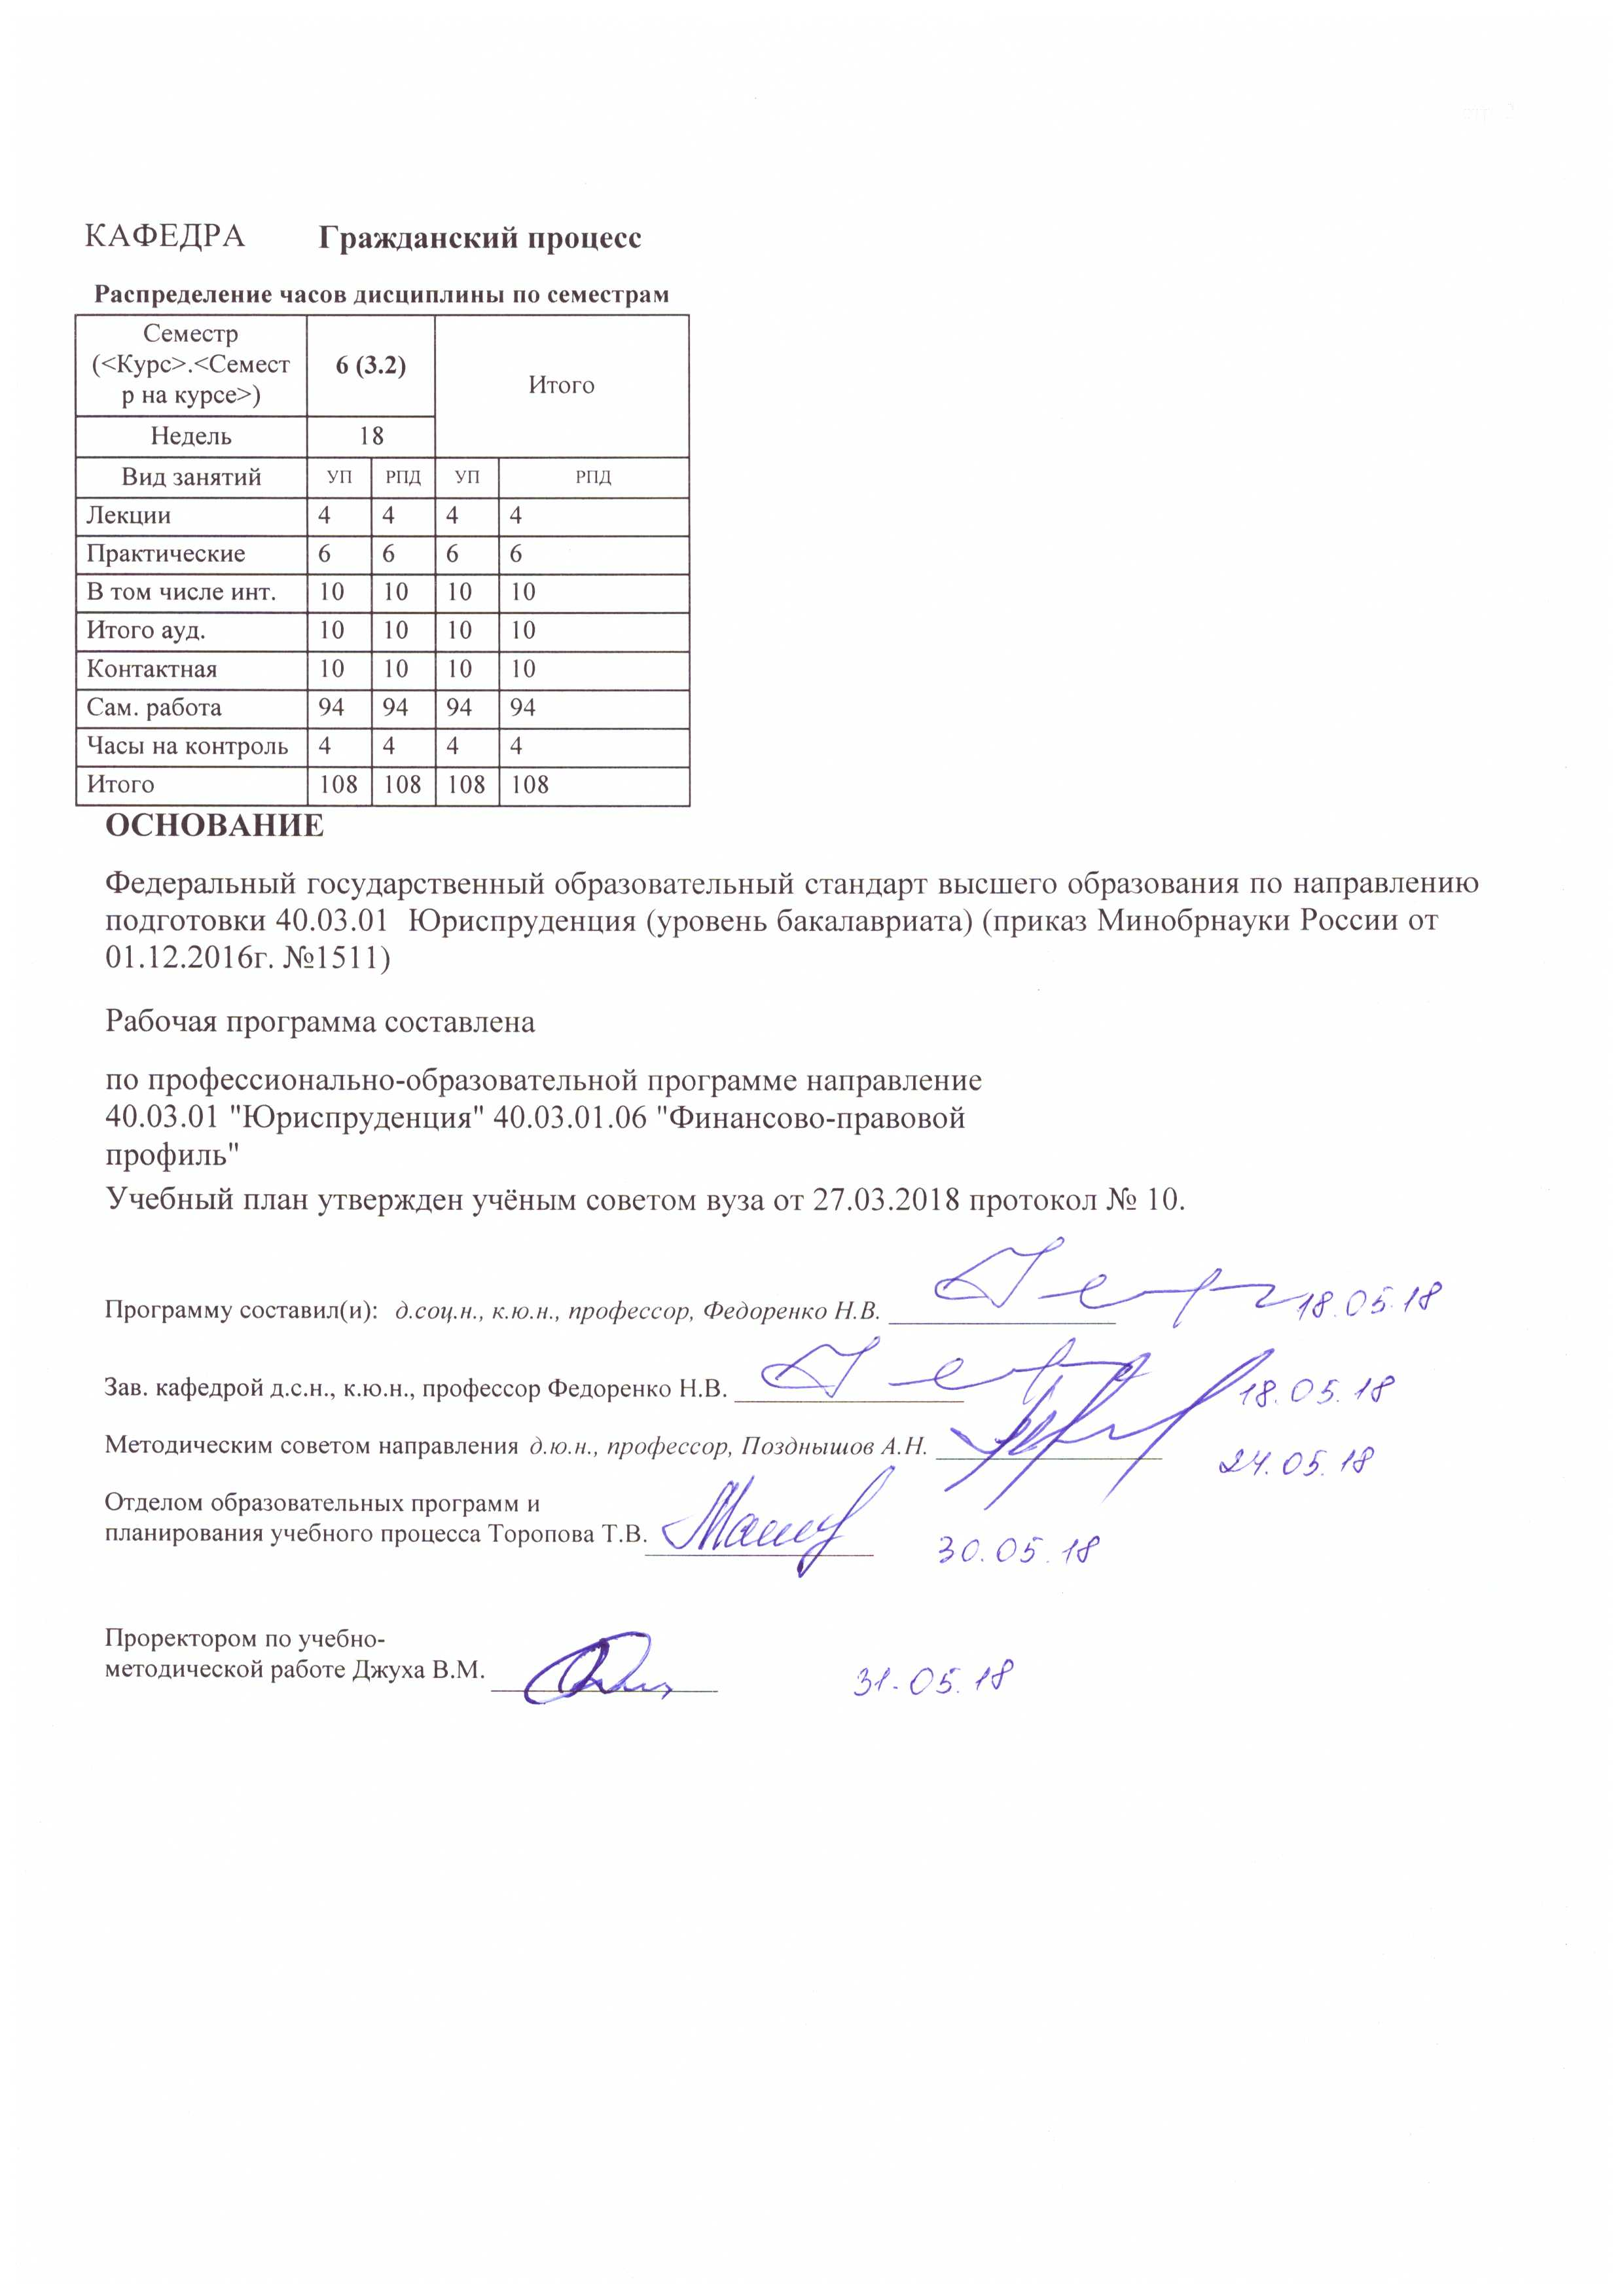 КАФЕДРА Гражданский процесс
Распределение часов дисциплины по семестрам
Семестр
(<Курс>.<Семест
р на курсе>)
6 (3.2)
Итого
Недель 18
Вид занятий УП РПД УП РПД
Лекции 4 4 4 4
Практические 6 6 6 6
В том числе инт. 10 10 10 10
Итого ауд. 10 10 10 10
Контактная 10 10 10 10
Сам. работа 94 94 94 94
Часы на контроль 4 4 4 4
Итого 108 108 108 108
ОСНОВАНИЕ
Федеральный государственный образовательный стандарт высшего образования по направлению
подготовки 40.03.01 Юриспруденция (уровень бакалавриата) (приказ Минобрнауки России от
01.12.2016г. №1511)
Рабочая программа составлена
по профессионально-образовательной программе направление
40.03.01 "Юриспруденция" 40.03.01.06 "Финансово-правовой
профиль"
Учебный план утвержден учёным советом вуза от 27.03.2018 протокол № 10.
Программу составил(и): д.соц.н., к.ю.н., профессор, Федоренко Н.В. 18.05.18
Зав. кафедрой д.с.н., к.ю.н., профессор Федоренко Н.В. 18.05.18
Методическим советом направления д.ю.н., профессор, Позднышов А.Н. 24.05.18
Отделом образовательных программ и
планирования учебного процесса Торопова Т.В. 30.05.18
Проректором по учебно-
методической работе Джуха В.М. 31.05.18